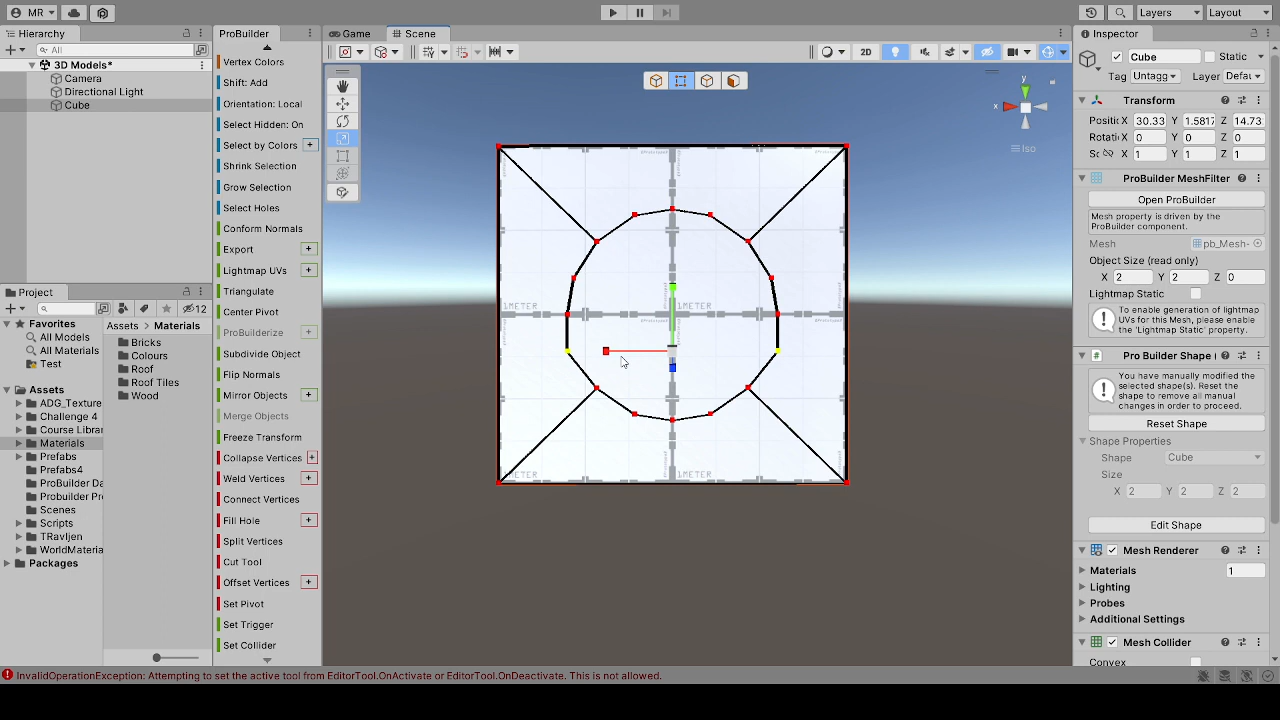 MR
Layers
Layout
Hierarchy
All
3D Models*
Camera
Directional Light
Cube
Project
12
Favorites
All Models
All Materials
Test
Assets
ADG_Texture
Challenge 4
Course Librar
Materials
Prefabs
Prefabs4
ProBuilder Da
Probuilder Pre
Scenes
Scripts
TRavljen
WorldMateria
Packages
Assets
Materials
Bricks
Colours
Roof
Roof Tiles
Wood
ProBuilder
Vertex Colors
Shift: Add
Orientation: Local
Select Hidden: On
Select by Colors
Shrink Selection
Grow Selection
Select Holes
Conform Normals
Export
Lightmap UVs
Triangulate
Center Pivot
ProBuilderize
Subdivide Object
Flip Normals
Mirror Objects
Merge Objects
Freeze Transform
Collapse Vertices
Weld Vertices
Connect Vertices
Fill Hole
Split Vertices
Cut Tool
Offset Vertices
Set Pivot
Set Trigger
Set Collider
Game
Scene
2D
y
x
Iso
1METER
1METER
1METER
1METER
Inspector
Cube
Static
Tag
Untagg
Layer
Defau
Transform
Positio X 30.33 Y 1.5817 Z 14.73
Rotati X 0 Y 0 Z 0
Sc X 1 Y 1 Z 1
ProBuilder MeshFilter
Open ProBuilder
Mesh property is driven by the
ProBuilder component.
Mesh
pb_Mesh-
Object Size (read only)
X 2 Y 2 Z 0
Lightmap Static
To enable generation of lightmap
UVs for this Mesh, please enable
the 'Lightmap Static' property.
Pro Builder Shape (
You have manually modified the
selected shape(s). Reset the
shape to remove all manual
changes in order to proceed.
Reset Shape
Shape Properties
Shape
Cube
Size
X 2 Y 2 Z 2
Edit Shape
Mesh Renderer
Materials
1
Lighting
Probes
Additional Settings
Mesh Collider
Convex
InvalidOperationException: Attempting to set the active tool from EditorTool.OnActivate or EditorTool.OnDeactivate. This is not allowed.